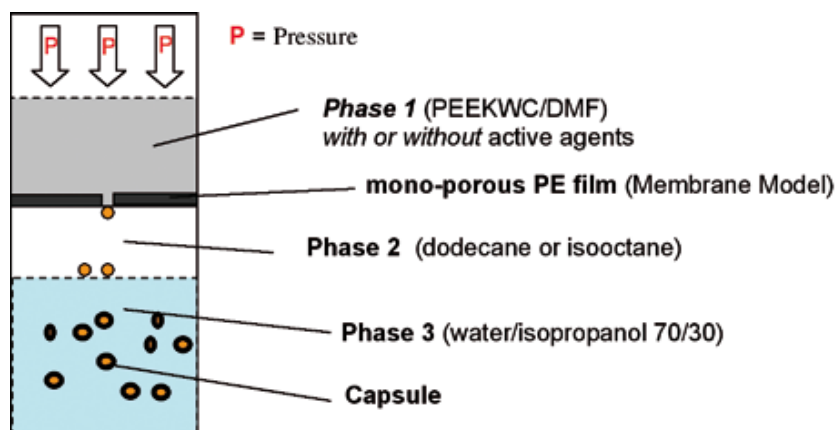 P P P
P = Pressure
Phase 1 (PEEKWC/DMF)
with or without active agents
mono-porous PE film (Membrane Model)
Phase 2 (dodecane or isooctane)
Phase 3 (water/isopropanol 70/30)
Capsule